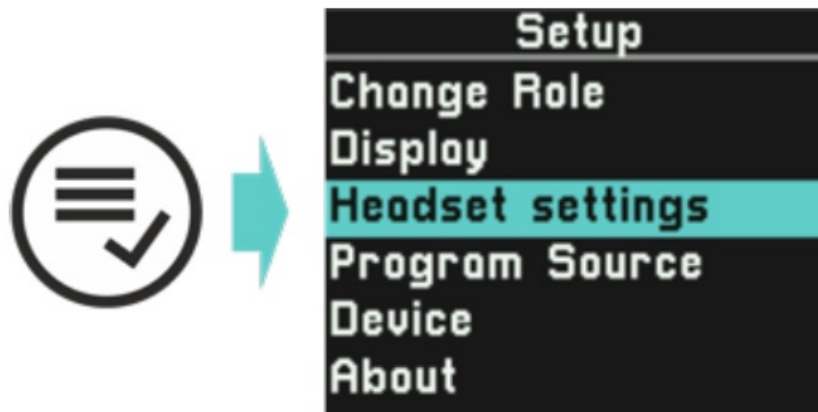 Setup
Change Role
Display
Headset settings
Program Source
Device
About